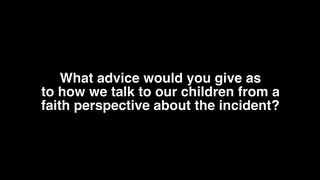 What advice would you give as
to how we talk to our children from a
faith perspective about the incident?